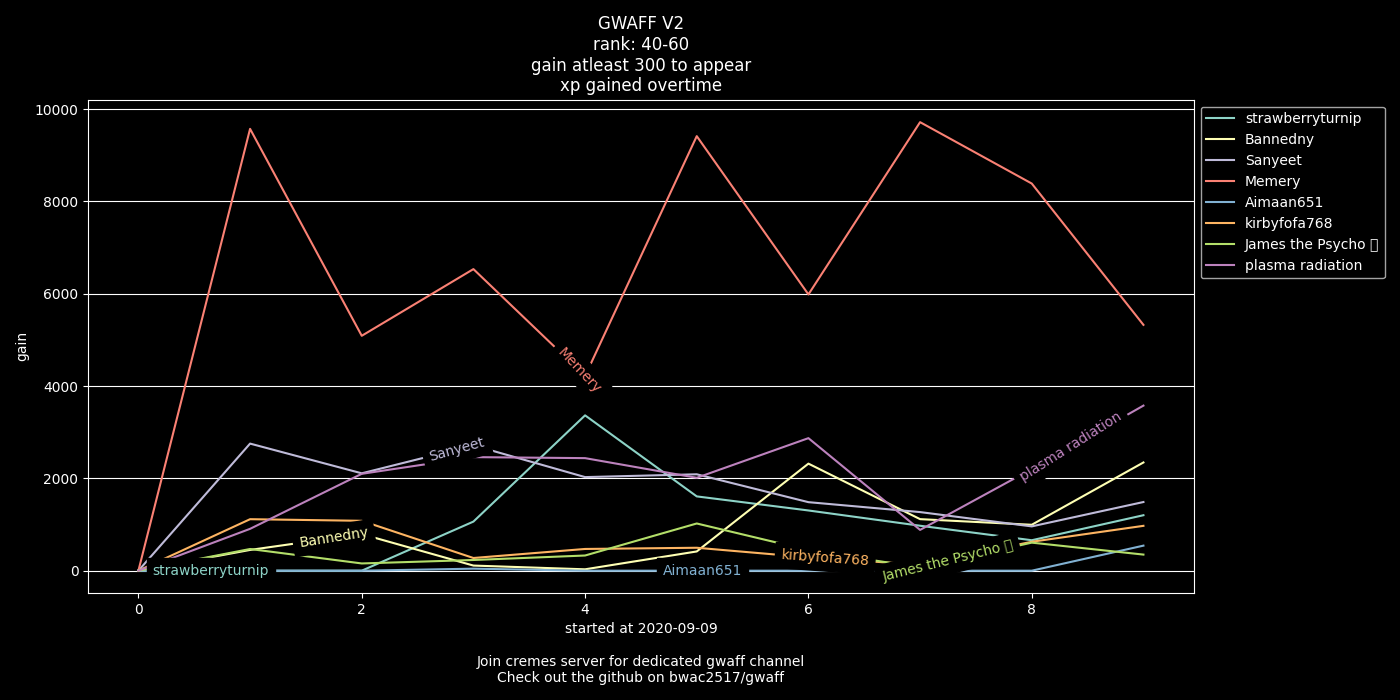 GWAFF V2
rank: 40-60
gain atleast 300 to appear
xp gained overtime
10000
8000
6000
4000
2000
0
gain
Memery
Sanyeet
plasma radiation
Bannedny
kirbyfofa768
James the Psycho
strawberryturnip
Aimaan651
0 2 4 6 8
started at 2020-09-09
Join cremes server for dedicated gwaff channel
Check out the github on bwac2517/gwaff
strawberryturnip
Bannedny
Sanyeet
Memery
Aimaan651
kirbyfofa768
James the Psycho
plasma radiation